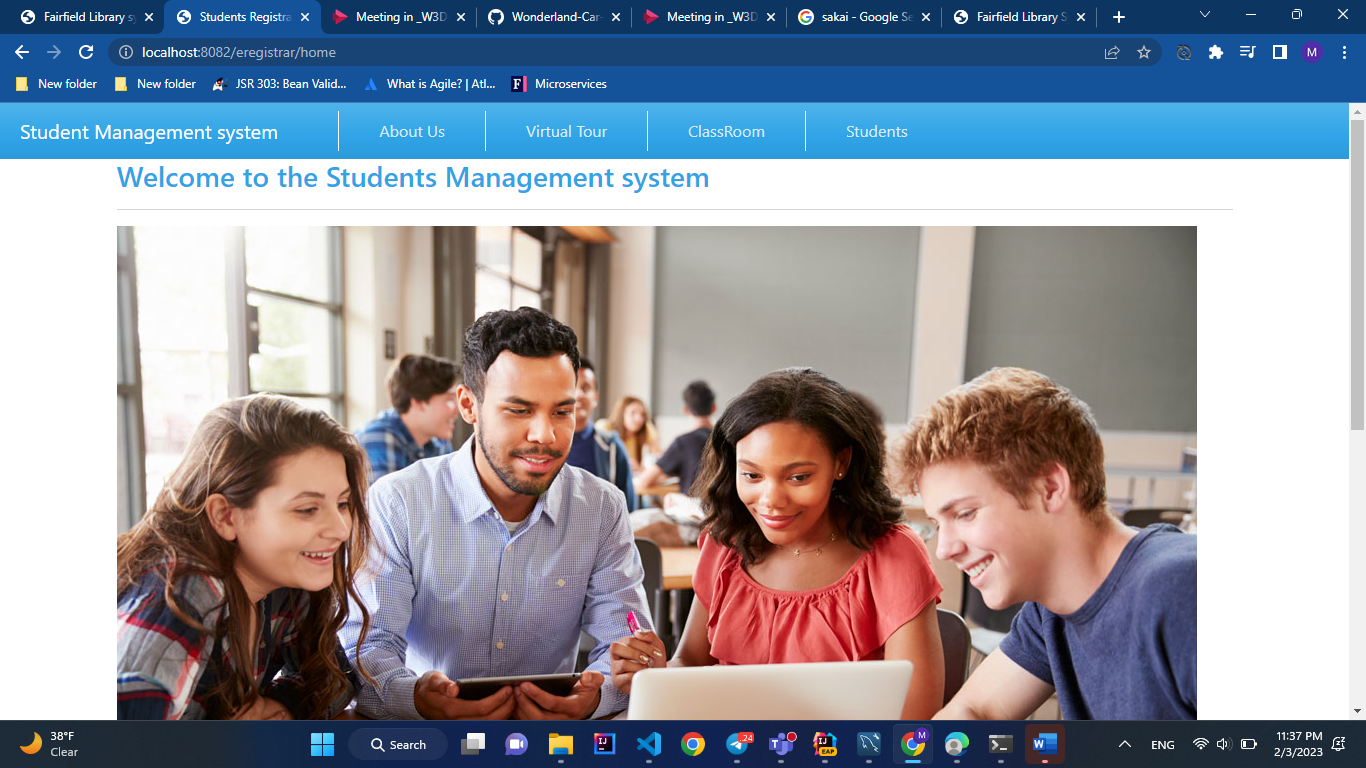 Fairfield Library sy
Students Registra
Meeting in _W3D
Wonderland-Car-
Meeting in _W3D
sakai - Google Se
Fairfield Library S
localhost:8082/eregistrar/home
M
New folder
New folder
JSR 303: Bean Valid...
What is Agile? | Atl...
Microservices
Student Management system
About Us
Virtual Tour
ClassRoom
Students
Welcome to the Students Management system
38°F
Clear
Search
24
EAP
M
ENG
11:37 PM
2/3/2023